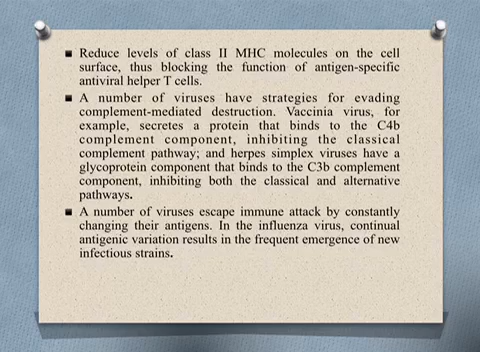 Reduce levels of class II MHC molecules on the cell
surface, thus blocking the function of antigen-specific
antiviral helper T cells.
A number of viruses have strategies for evading
complement-mediated destruction. Vaccinia virus, for
example, secretes a protein that binds to the C4b
complement component, inhibiting the classical
complement pathway; and herpes simplex viruses have a
glycoprotein component that binds to the C3b complement
component, inhibiting both the classical and alternative
pathways.
A number of viruses escape immune attack by constantly
changing their antigens. In the influenza virus, continual
antigenic variation results in the frequent emergence of new
infectious strains.